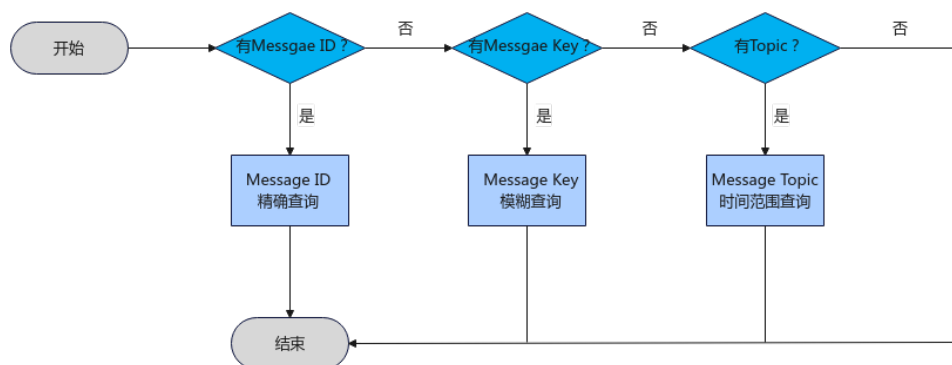 否
否
否
开始
有Messgae ID？
有Messgae Key？
有Topic？
是
是
是
Message ID
精确查询
Message Key
模糊查询
Message Topic
时间范围查询
结束